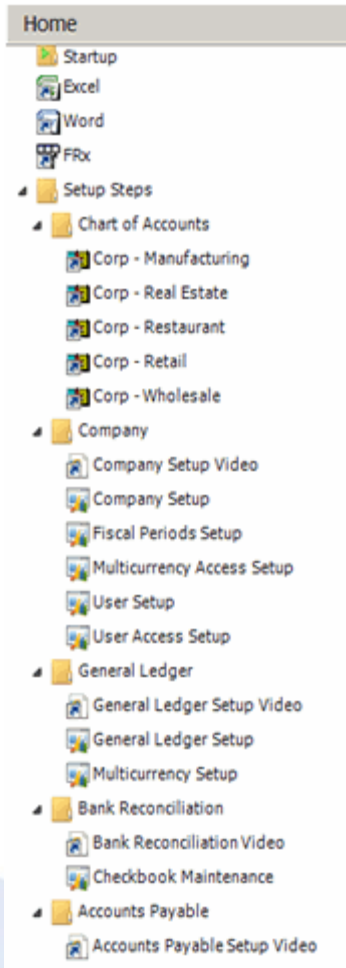 Home
Startup
Excel
Word
FRx
Setup Steps
Chart of Accounts
Corp - Manufacturing
Corp - Real Estate
Corp - Restaurant
Corp - Retail
Corp - Wholesale
Company
Company Setup Video
Company Setup
Fiscal Periods Setup
Multicurrency Access Setup
User Setup
User Access Setup
General Ledger
General Ledger Setup Video
General Ledger Setup
Multicurrency Setup
Bank Reconciliation
Bank Reconciliation Video
Checkbook Maintenance
Accounts Payable
Accounts Payable Setup Video